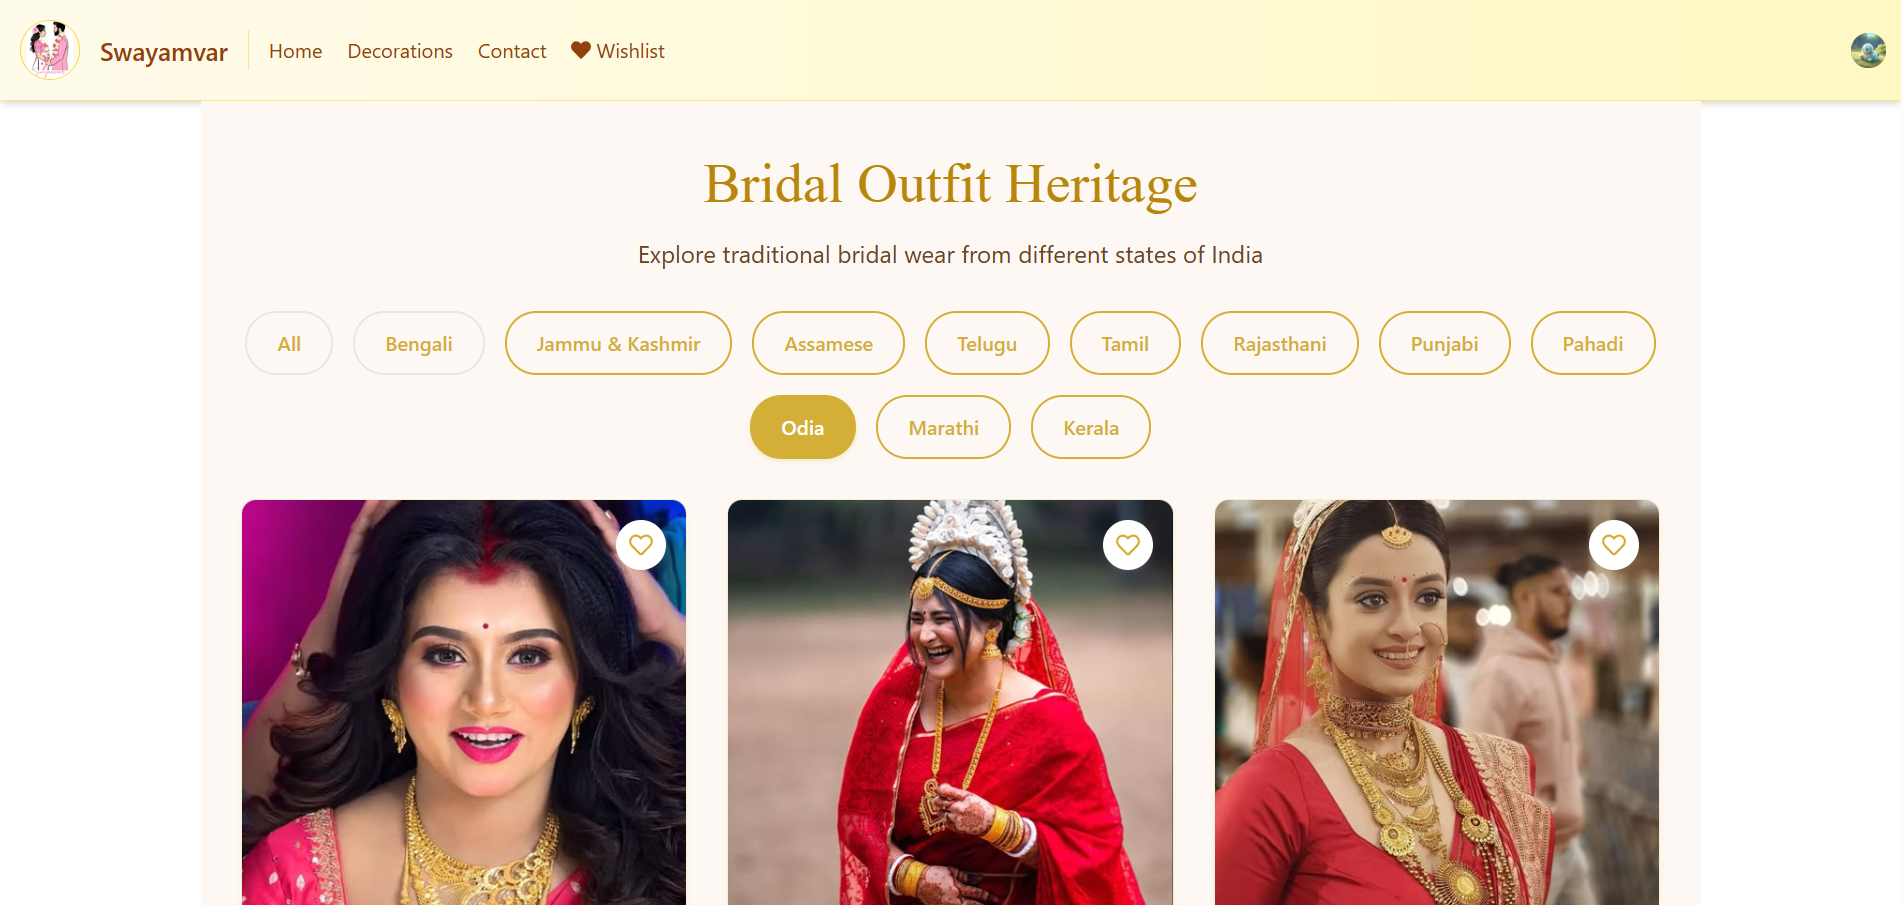 Swayamvar Home Decorations Contact Wishlist
Bridal Outfit Heritage
Explore traditional bridal wear from different states of India
All Bengali Jammu & Kashmir Assamese Telugu Tamil Rajasthani Punjabi Pahadi
Odia Marathi Kerala